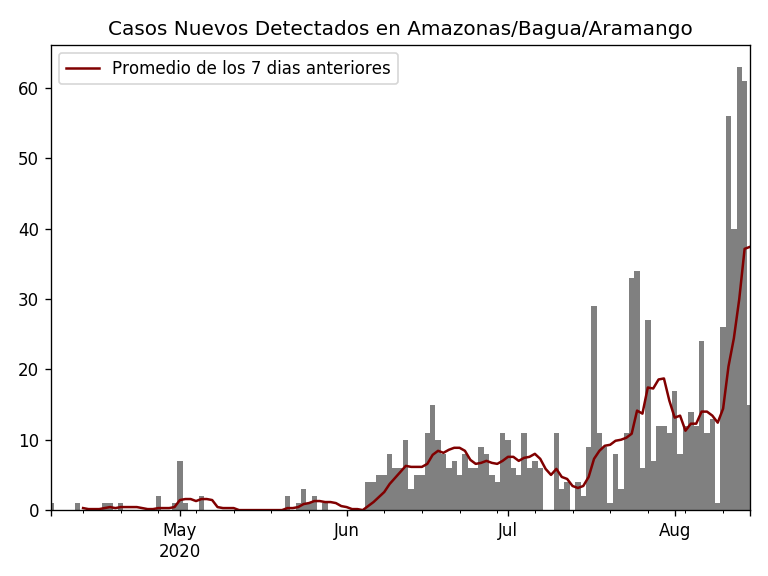 Casos Nuevos Detectados en Amazonas/Bagua/Aramango
Promedio de los 7 dias anteriores
60
50
40
30
20
10
0
May
2020
Jun
Jul
Aug